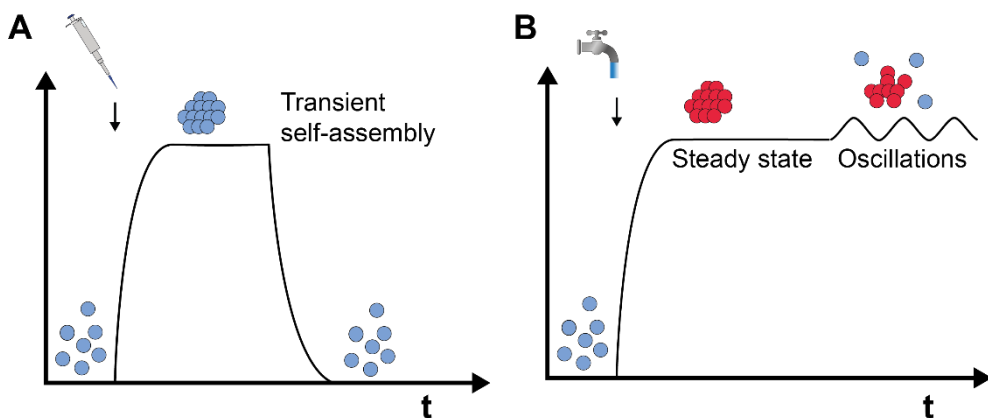 A
Transient
self-assembly
t
B
Steady state
Oscillations
t